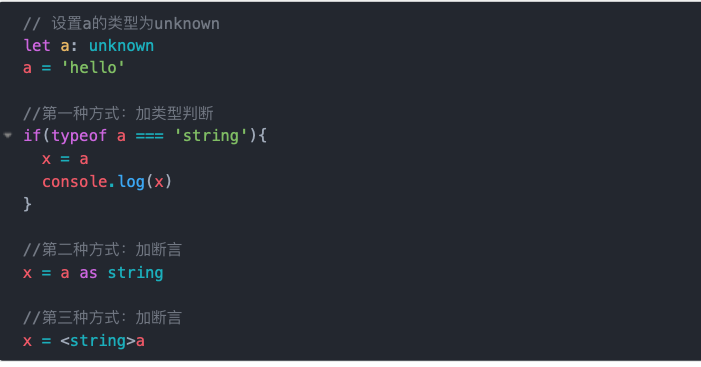 // 设置a的类型为unknown
let a: unknown
a = 'hello'
//第一种方式：加类型判断
if(typeof a === 'string'){
  x = a
  console.log(x)
}
//第二种方式：加断言
x = a as string
//第三种方式：加断言
x = <string>a